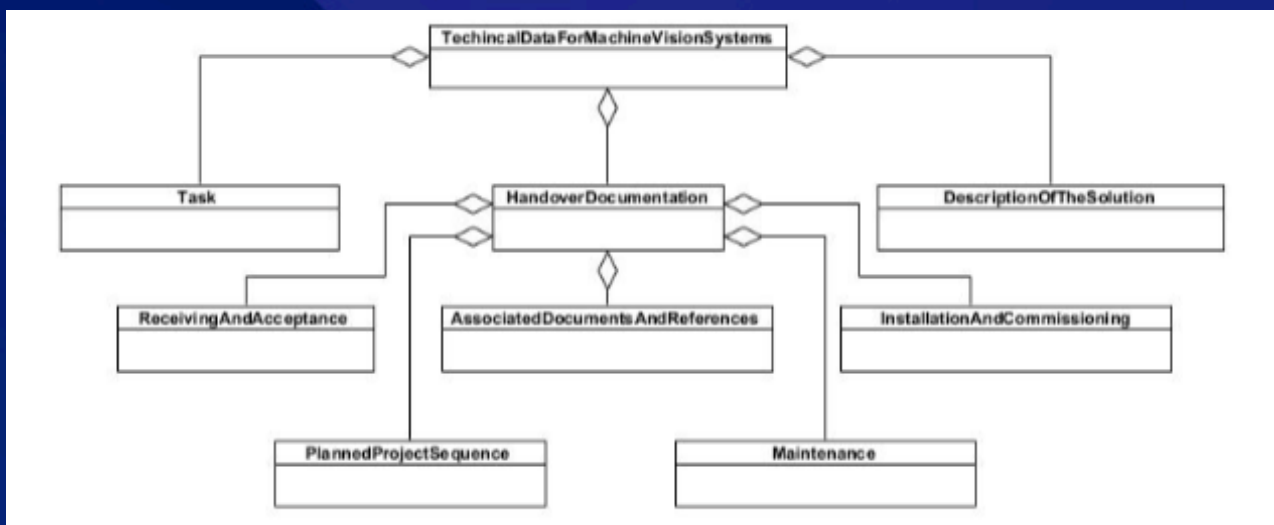 TechincalDataForMachineVisionSystems
Task
HandoverDocumentation
DescriptionOfTheSolution
ReceivingAndAcceptance
AssociatedDocumentsAndReferences
InstallationAndCommissioning
PlannedProjectSequence
Maintenance